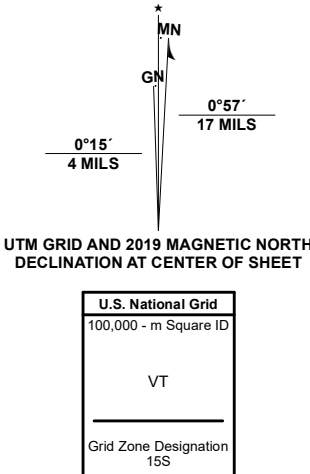 ★
MN
GN
0°57´
17 MILS
0°15´
4 MILS
UTM GRID AND 2019 MAGNETIC NORTH
DECLINATION AT CENTER OF SHEET
U.S. National Grid
100,000 - m Square ID
VT
Grid Zone Designation
15S